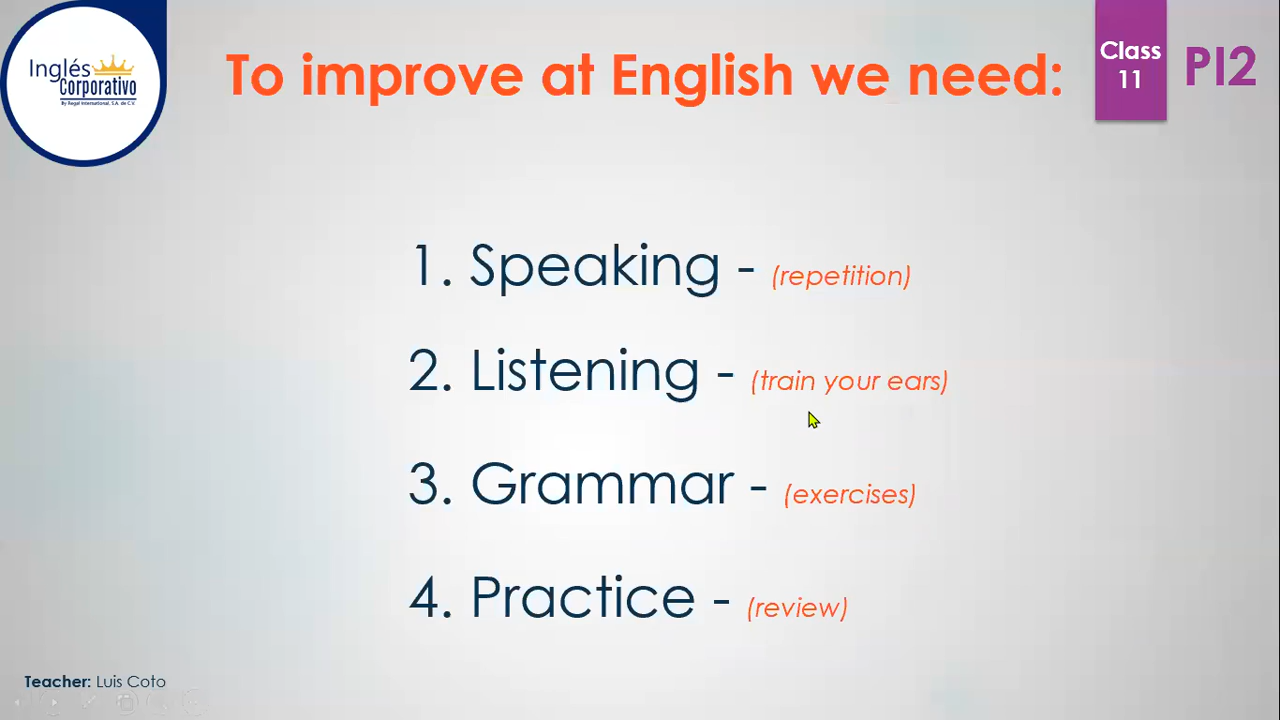 Inglés
Corporativo
By Regal International, S.A. de C.V.
To improve at English we need:
Class
11
PI2
1. Speaking - (repetition)
2. Listening - (train your ears)
3. Grammar - (exercises)
4. Practice - (review)
Teacher: Luis Coto